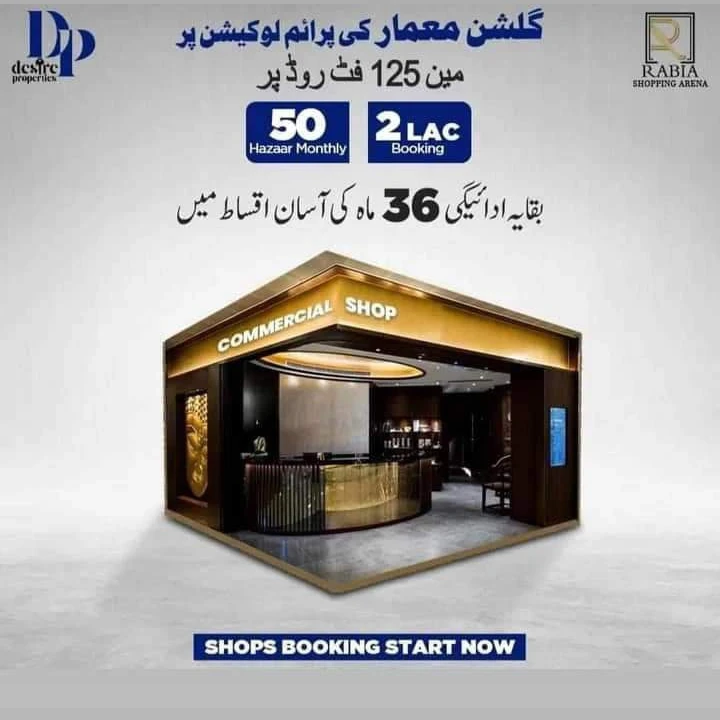 DP
desire
properties
گلشن معمار کی پرائم لوکیشن پر
مین 125 فٹ روڈ پر
R
RABIA
SHOPPING ARENA
50
Hazaar Monthly
2 LAC
Booking
بقایہ ادائیگی 36 ماہ کی آسان اقساط میں
COMMERCIAL SHOP
SHOPS BOOKING START NOW